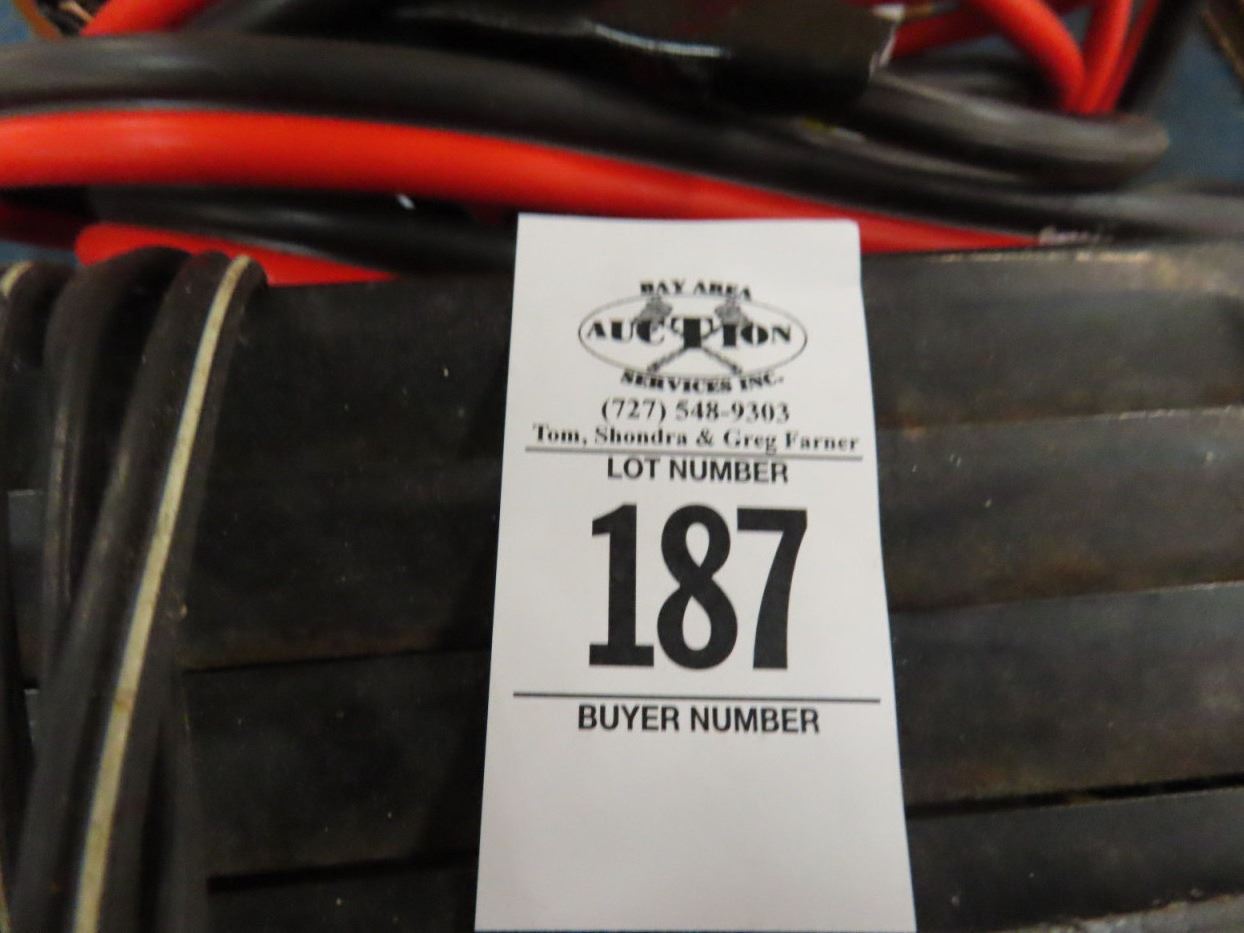 BAY AREA
AUCTION
SERVICES INC.
(727) 548-9303
Tom, Shondra & Greg Farner
LOT NUMBER
187
BUYER NUMBER